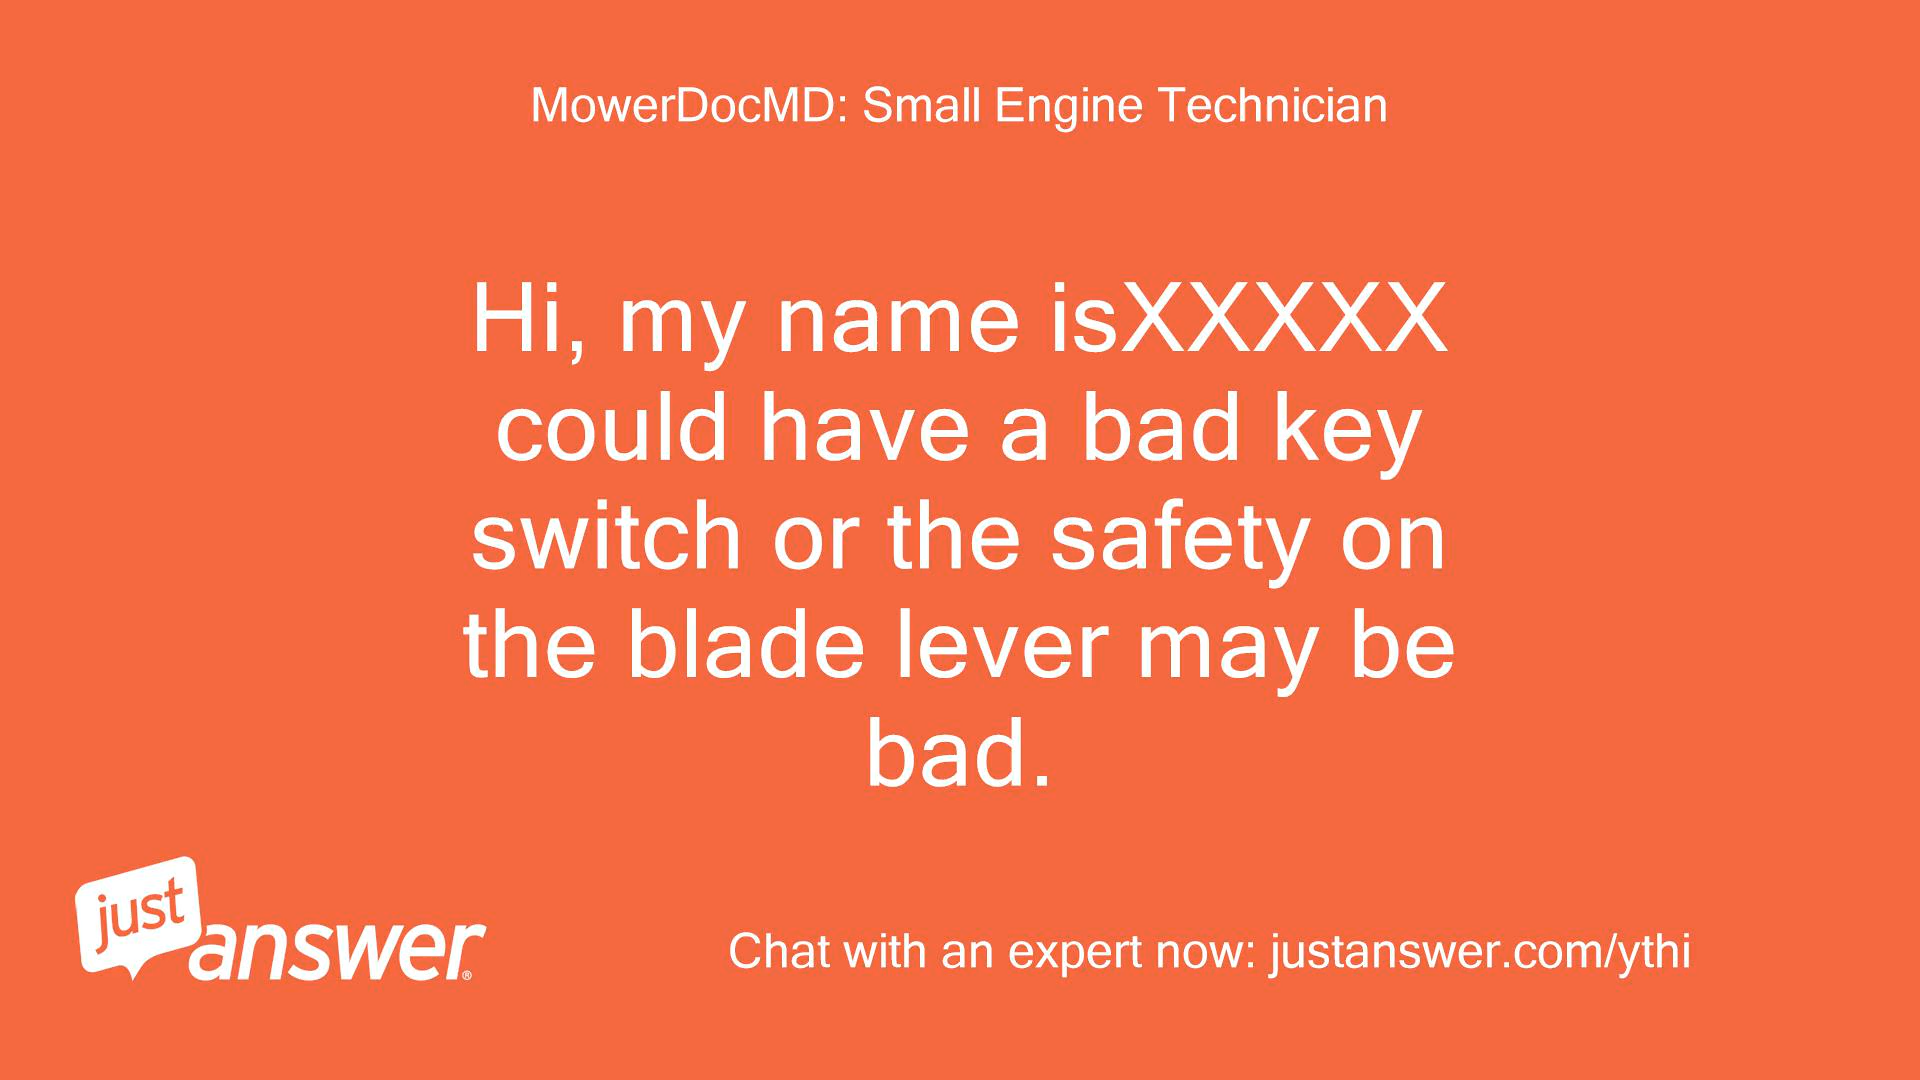 MowerDocMD: Small Engine Technician
Hi, my name isXXXXX
could have a bad key
switch or the safety on
the blade lever may be
bad.
just
answer®
Chat with an expert now: justanswer.com/ythi